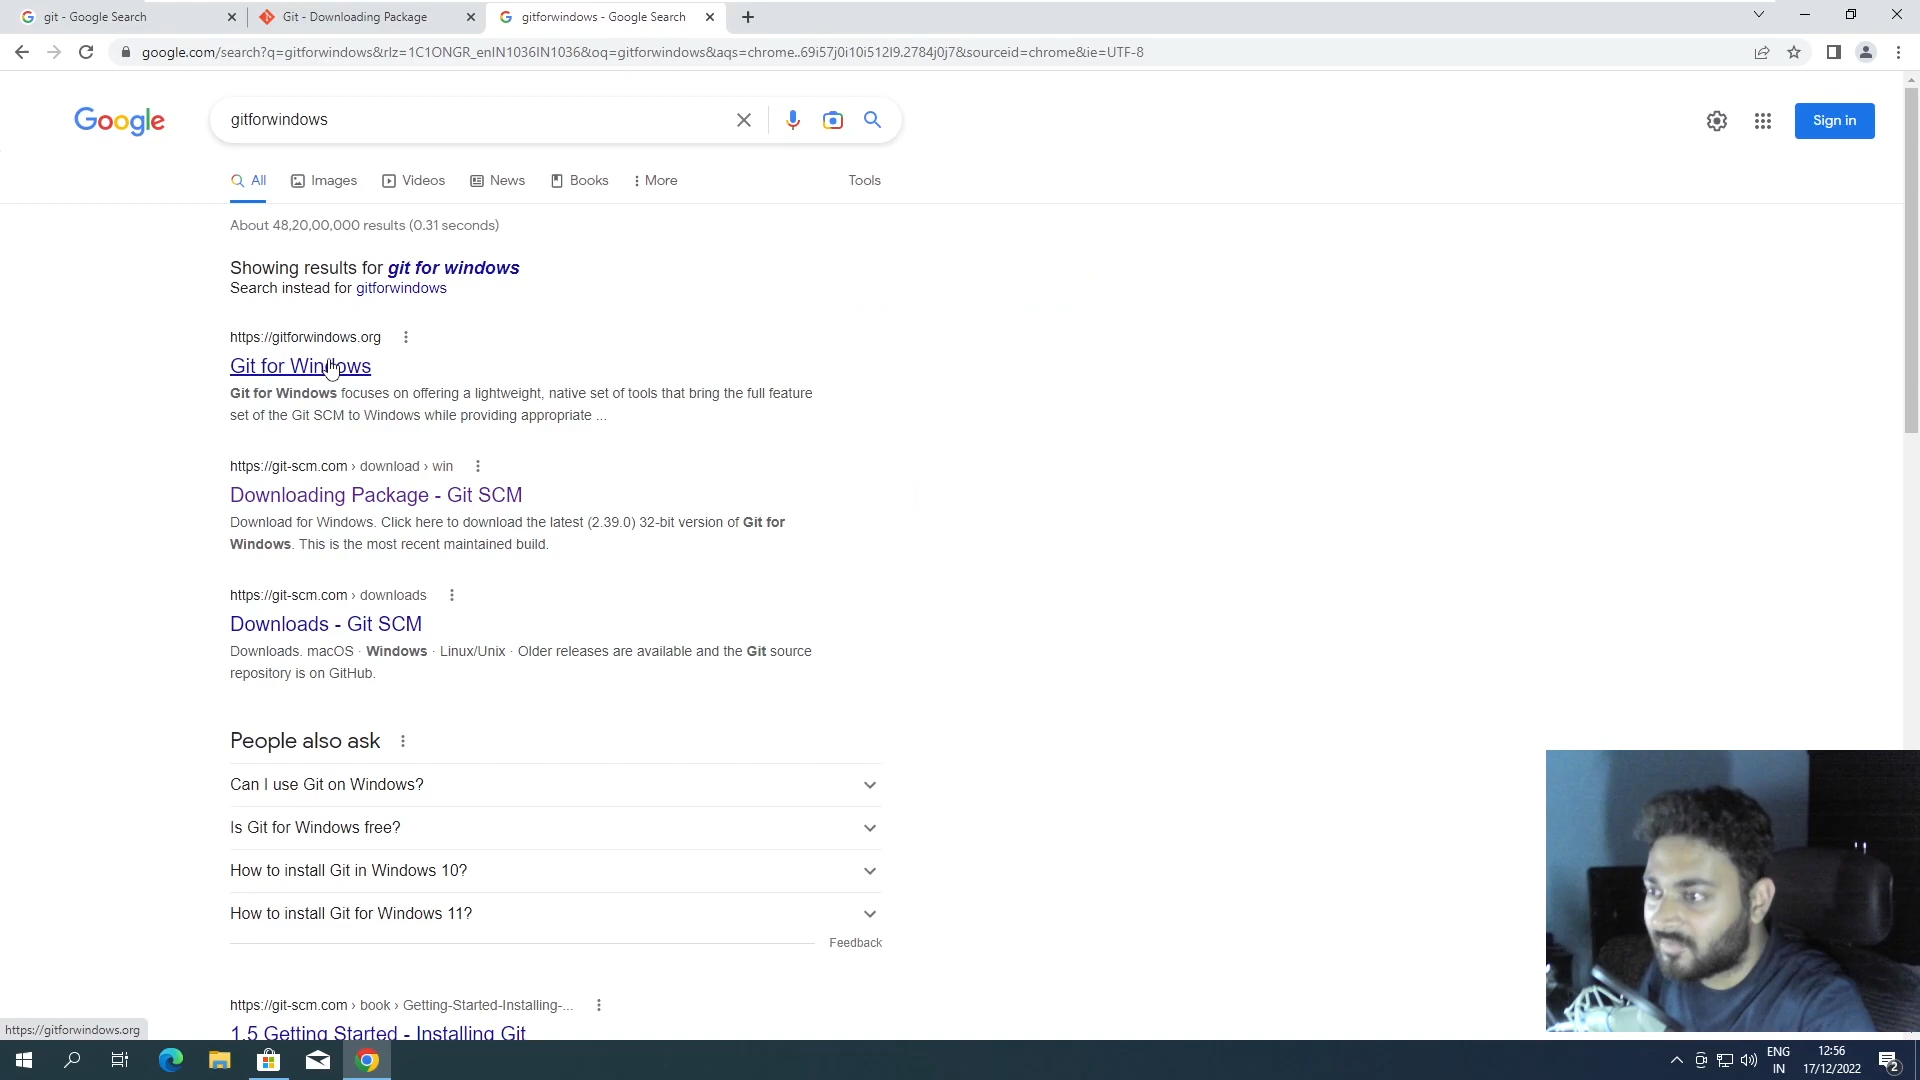 git - Google Search
Git - Downloading Package
gitforwindows - Google Search
google.com/search?q=gitforwindows&rlz=1C1ONGR_enIN1036IN1036&oq=gitforwindows&aqs=chrome..69i57j0i10i512l9.2784j0j7&sourceid=chrome&ie=UTF-8
Google
gitforwindows
Sign in
All
Images
Videos
News
Books
More
Tools
About 48,20,00,000 results (0.31 seconds)
Showing results for git for windows
Search instead for gitforwindows
https://gitforwindows.org
Git for Windows
Git for Windows focuses on offering a lightweight, native set of tools that bring the full feature
set of the Git SCM to Windows while providing appropriate ...
https://git-scm.com › download › win
Downloading Package - Git SCM
Download for Windows. Click here to download the latest (2.39.0) 32-bit version of Git for
Windows. This is the most recent maintained build.
https://git-scm.com › downloads
Downloads - Git SCM
Downloads. macOS · Windows · Linux/Unix · Older releases are available and the Git source
repository is on GitHub.
People also ask
Can I use Git on Windows?
Is Git for Windows free?
How to install Git in Windows 10?
How to install Git for Windows 11?
Feedback
https://git-scm.com › book › Getting-Started-Installing-...
1.5 Getting Started - Installing Git
https://gitforwindows.org
ENG
IN
12:56
17/12/2022
2